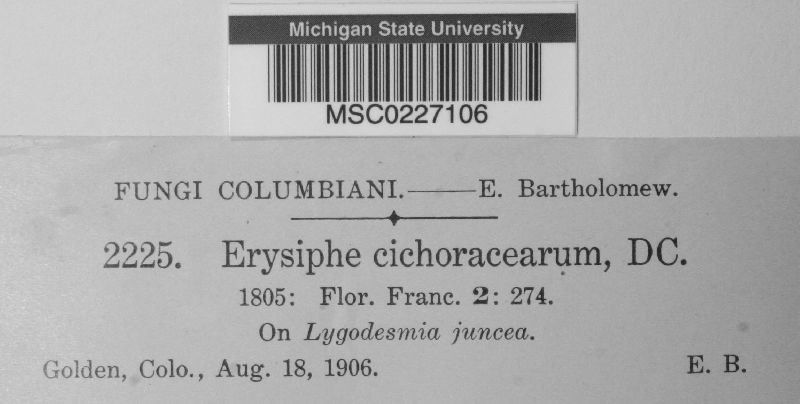 Michigan State University
MSC0227106
FUNGI COLUMBIANI.——E. Bartholomew.
2225. Erysiphe cichoracearum, DC.
1805: Flor. Franc. 2: 274.
On Lygodesmia juncea.
Golden, Colo., Aug. 18, 1906. E. B.